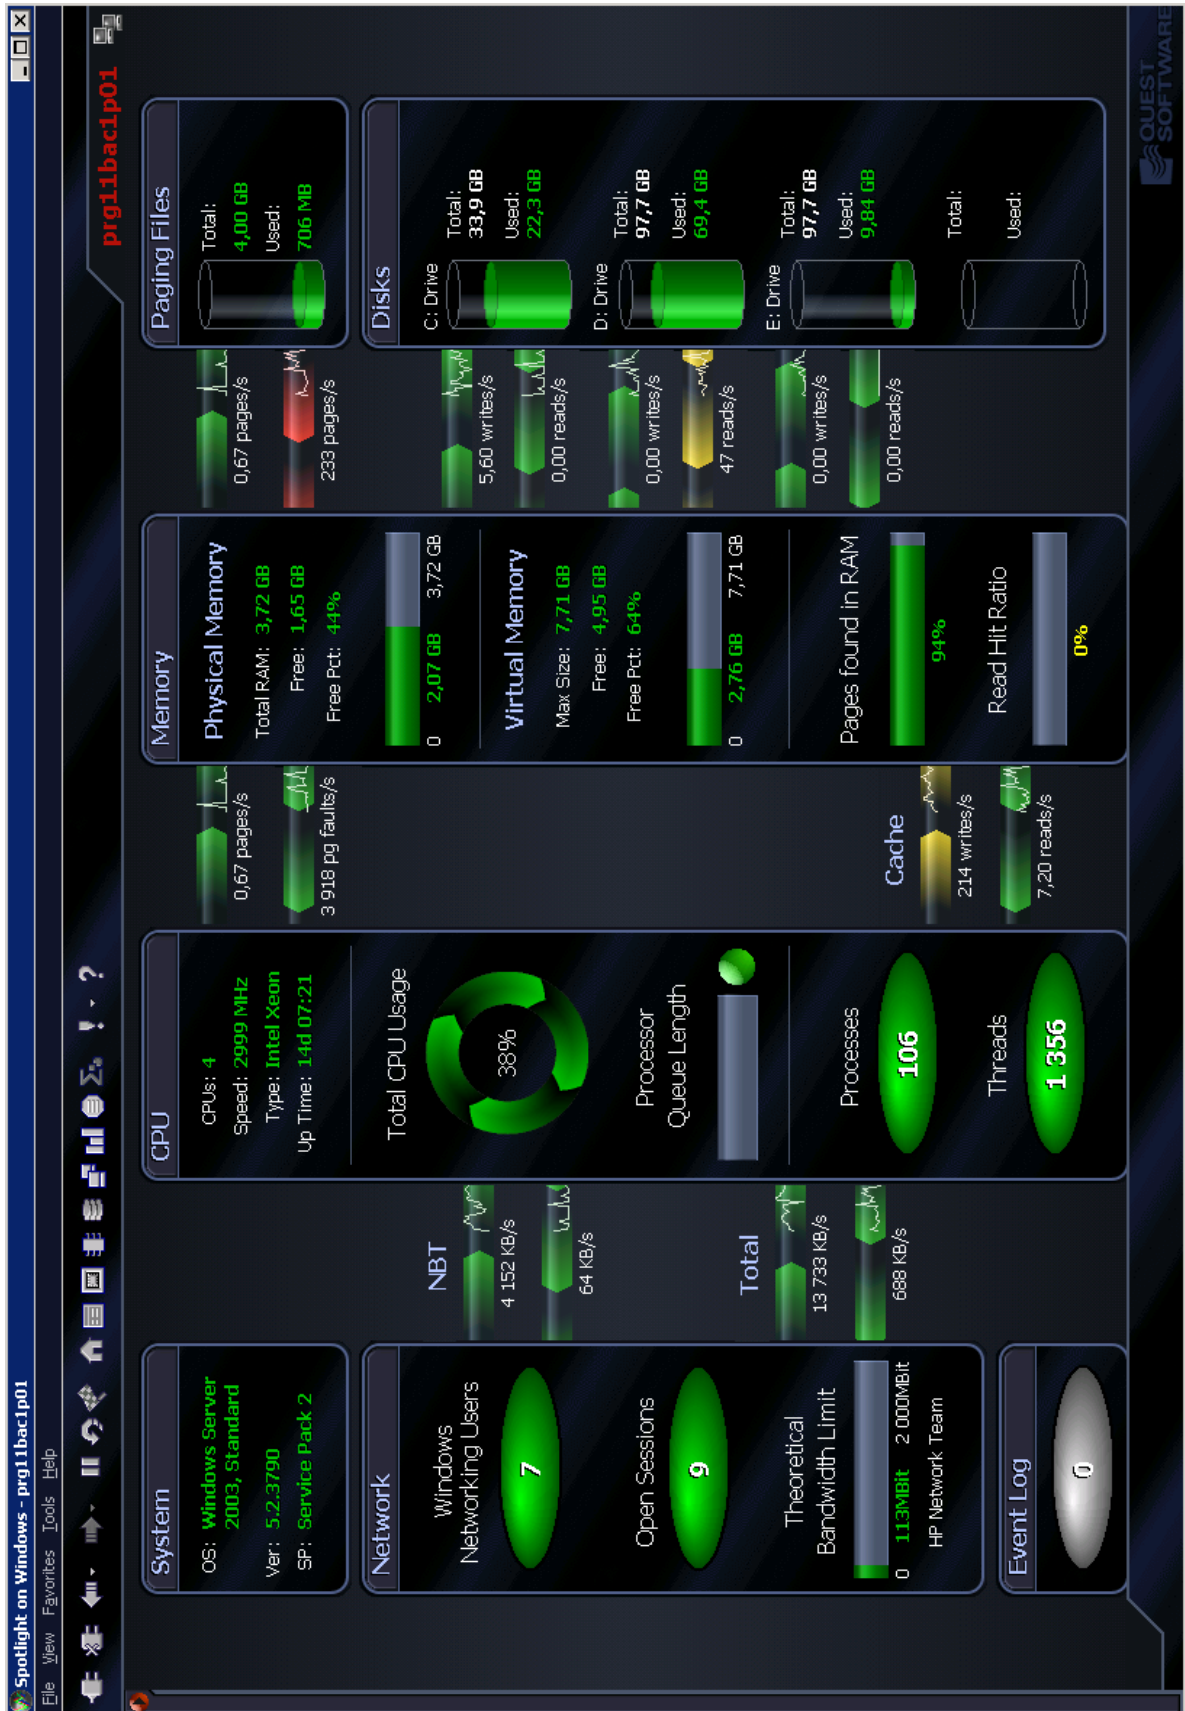 Spotlight on Windows - prg11bac1p01
File View Favorites Tools Help
prg11bac1p01
System
OS: Windows Server
2003, Standard
Ver: 5.2.3790
SP: Service Pack 2
Network
Windows
Networking Users
7
Open Sessions
9
Theoretical
Bandwidth Limit
0 113MBit 2 000MBit
HP Network Team
Event Log
0
NBT
4 152 KB/s
64 KB/s
Total
13 733 KB/s
688 KB/s
CPU
CPUs: 4
Speed: 2999 MHz
Type: Intel Xeon
Up Time: 14d 07:21
Total CPU Usage
38%
Processor
Queue Length
Processes
106
Threads
1 356
0,67 pages/s
3 918 pg faults/s
Cache
214 writes/s
7,20 reads/s
Memory
Physical Memory
Total RAM: 3,72 GB
Free: 1,65 GB
Free Pct: 44%
0 2,07 GB 3,72 GB
Virtual Memory
Max Size: 7,71 GB
Free: 4,95 GB
Free Pct: 64%
0 2,76 GB 7,71 GB
Pages found in RAM
94%
Read Hit Ratio
0%
0,67 pages/s
233 pages/s
5,60 writes/s
0,00 reads/s
0,00 writes/s
47 reads/s
0,00 writes/s
0,00 reads/s
Paging Files
Total:
4,00 GB
Used:
706 MB
Disks
C: Drive
Total:
33,9 GB
Used:
22,3 GB
D: Drive
Total:
97,7 GB
Used:
69,4 GB
E: Drive
Total:
97,7 GB
Used:
9,84 GB
Total:
Used:
QUEST
SOFTWARE